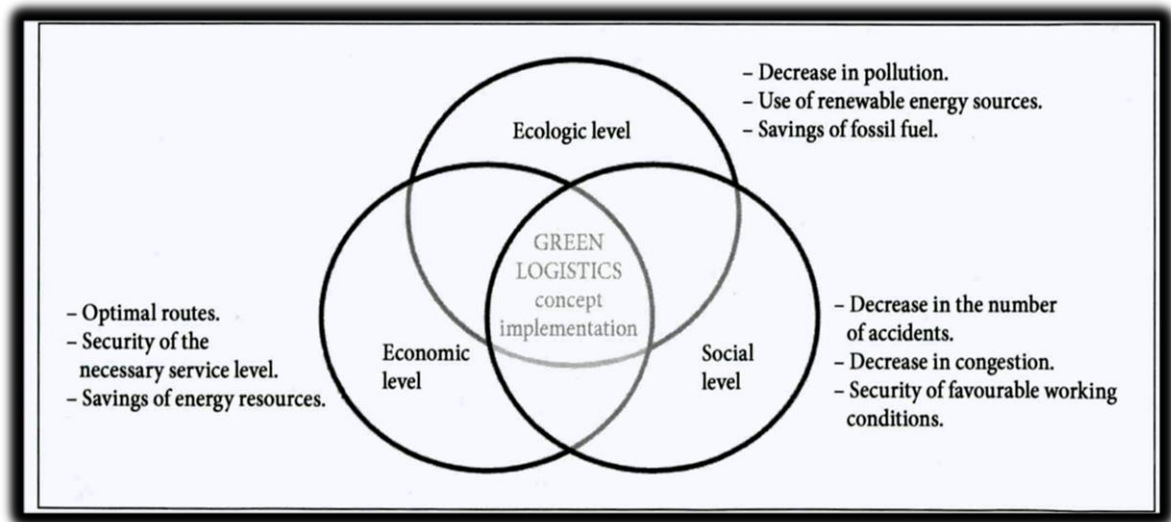 Ecologic level
– Decrease in pollution.
– Use of renewable energy sources.
– Savings of fossil fuel.
GREEN
LOGISTICS
concept
implementation
– Optimal routes.
– Security of the
necessary service level.
– Savings of energy resources.
Economic
level
Social
level
– Decrease in the number
of accidents.
– Decrease in congestion.
– Security of favourable working
conditions.